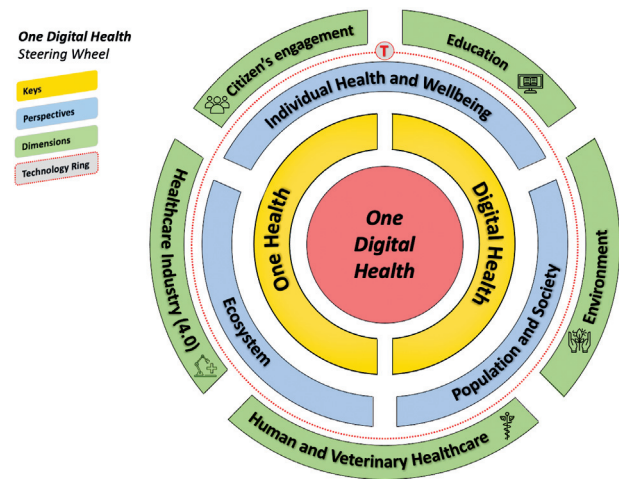 One Digital Health
Steering Wheel
Keys
Perspectives
Dimensions
Technology Ring
T
Citizen's engagement
Education
Individual Health and Wellbeing
Healthcare Industry (4.0)
One Health
One
Digital
Health
Digital Health
Environment
Ecosystem
Population and Society
Human and Veterinary Healthcare